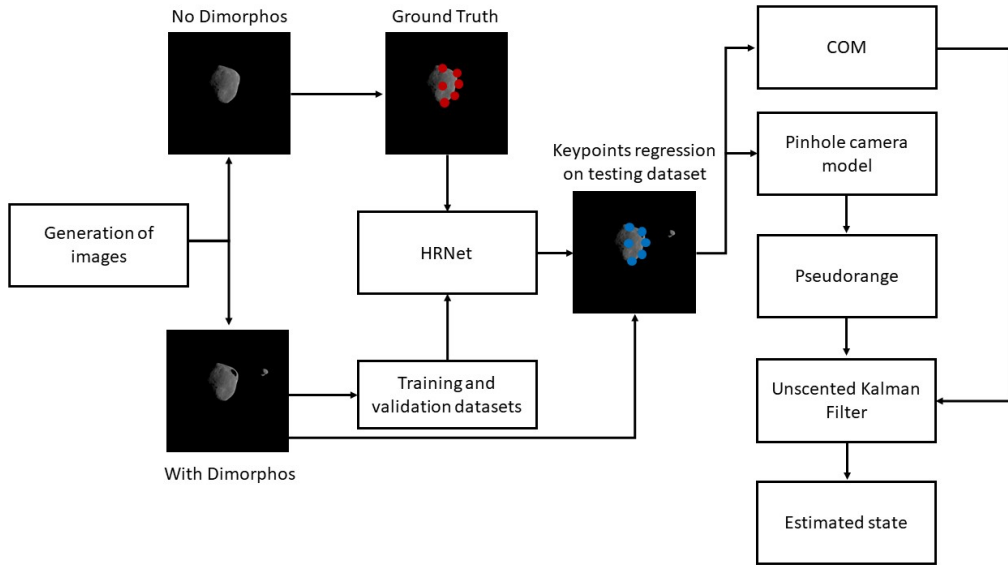 No Dimorphos
Ground Truth
COM
Keypoints regression
on testing dataset
Pinhole camera
model
Generation of
images
HRNet
Pseudorange
Training and
validation datasets
Unscented Kalman
Filter
With Dimorphos
Estimated state